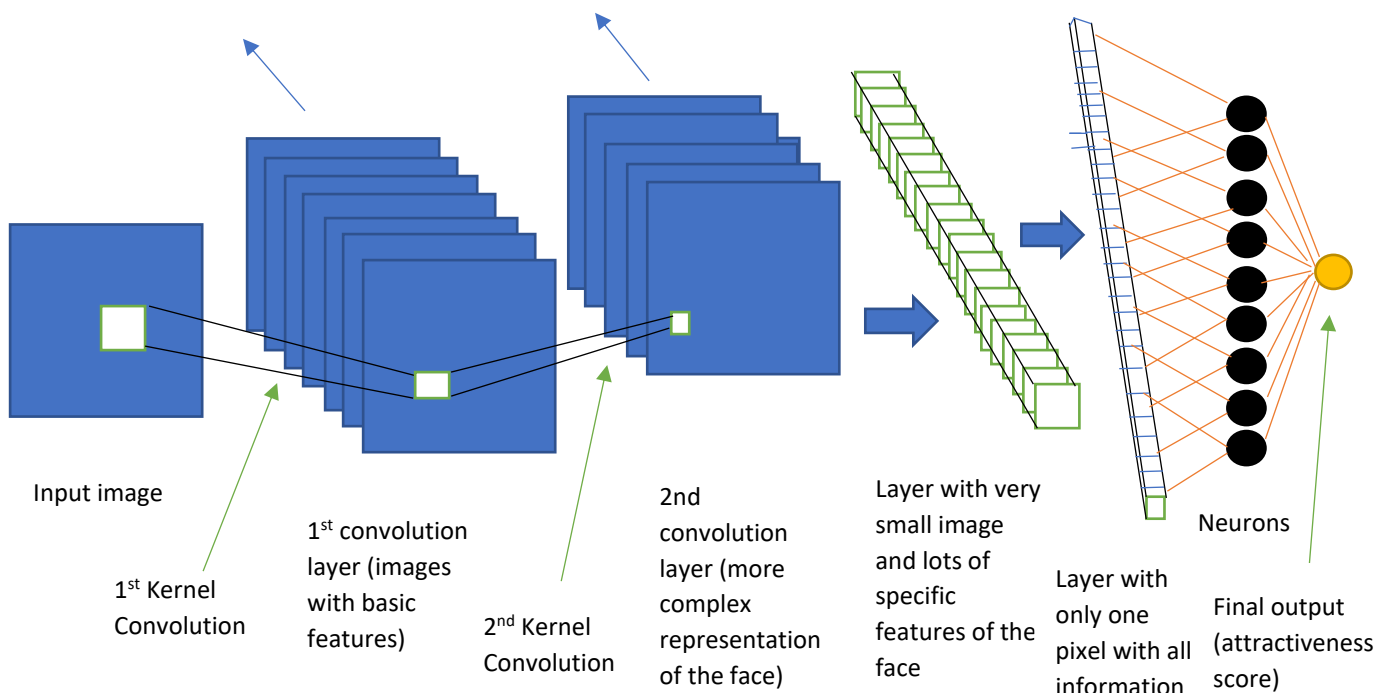 Input image
1st Kernel
Convolution
1st convolution
layer (images
with basic
features)
2nd Kernel
Convolution
2nd
convolution
layer (more
complex
representation
of the face)
Layer with very
small image
and lots of
specific
features of the
face
Layer with
only one
pixel with all
information
Neurons
Final output
(attractiveness
score)